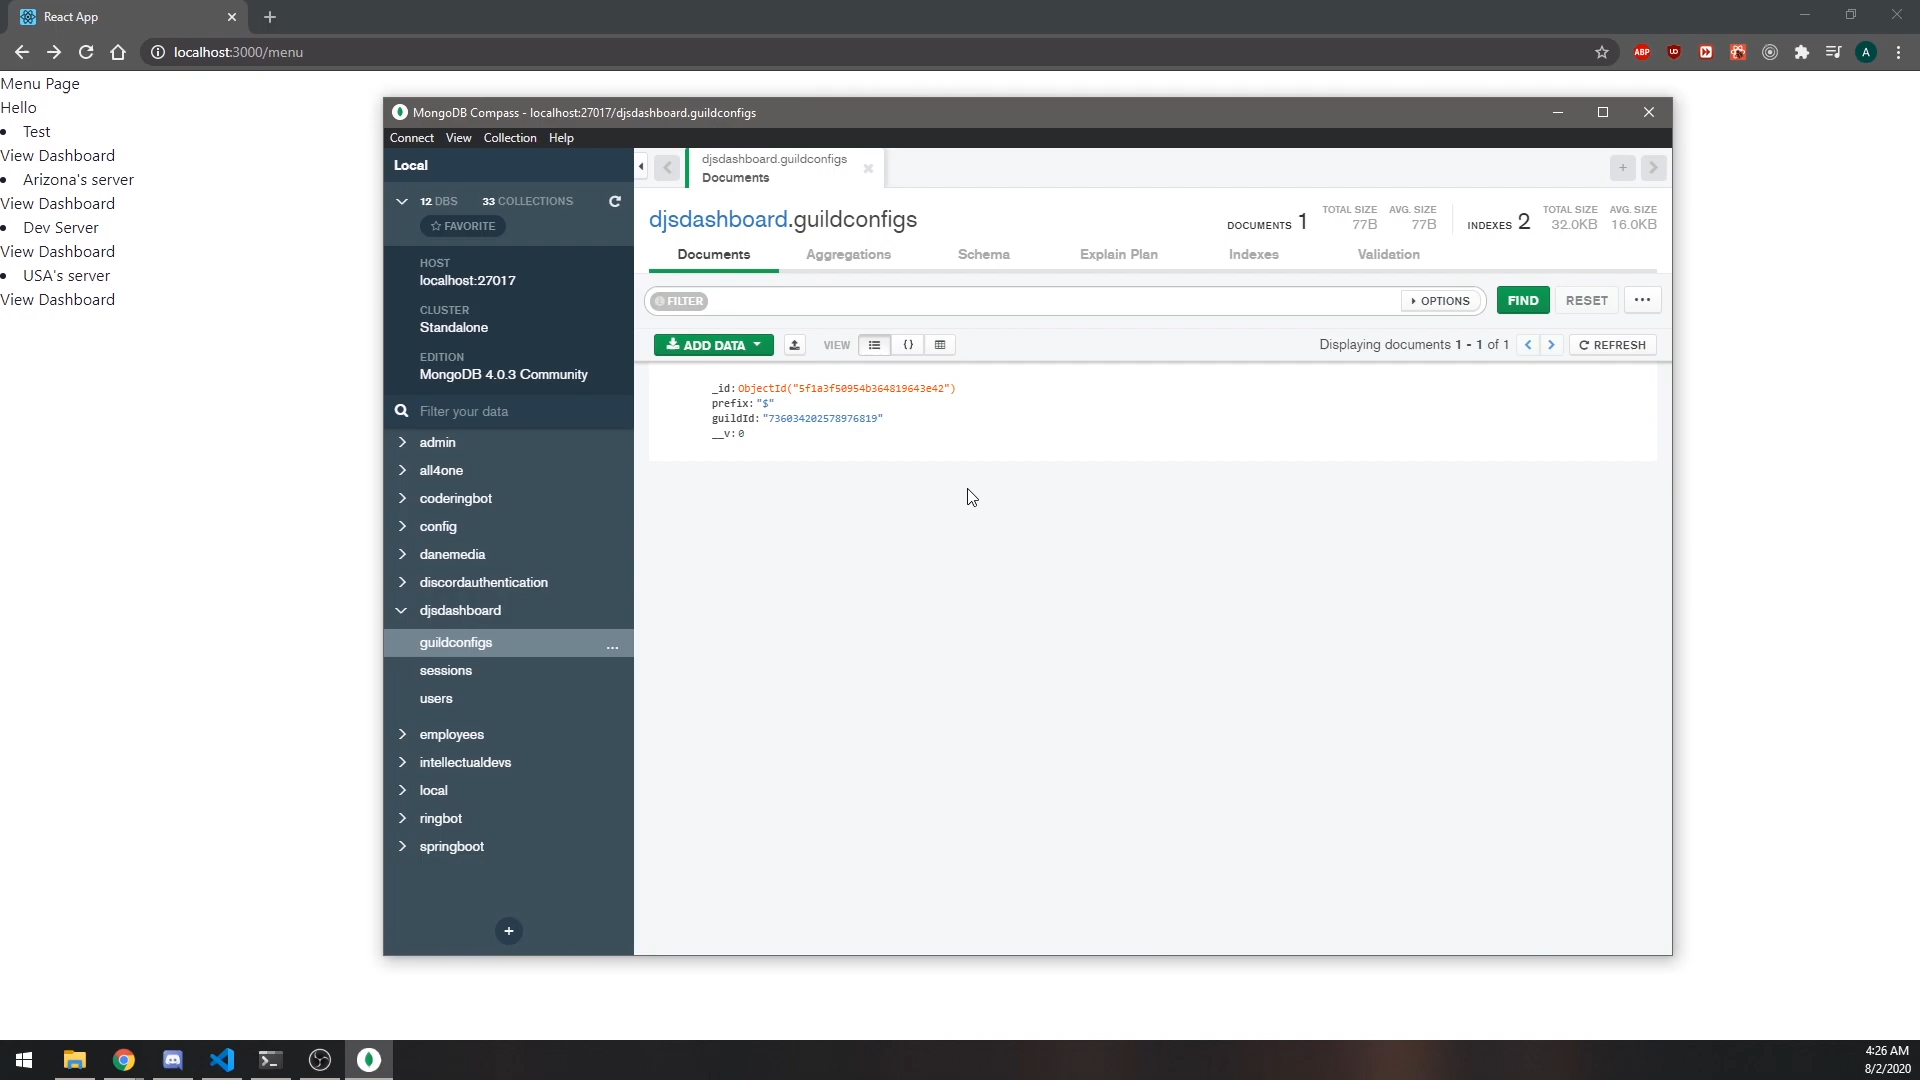 React App
localhost:3000/menu
ABP
A
Menu Page
Hello
Test
View Dashboard
Arizona's server
View Dashboard
Dev Server
View Dashboard
USA's server
View Dashboard
MongoDB Compass - localhost:27017/djsdashboard.guildconfigs
Connect View Collection Help
Local
12 DBS 33 COLLECTIONS
FAVORITE
HOST
localhost:27017
CLUSTER
Standalone
EDITION
MongoDB 4.0.3 Community
Filter your data
admin
all4one
coderingbot
config
danemedia
discordauthentication
djsdashboard
guildconfigs ...
sessions
users
employees
intellectualdevs
local
ringbot
springboot
djsdashboard.guildconfigs
Documents
djsdashboard.guildconfigs
DOCUMENTS 1 TOTAL SIZE 77B AVG. SIZE 77B INDEXES 2 TOTAL SIZE 32.0KB AVG. SIZE 16.0KB
Documents Aggregations Schema Explain Plan Indexes Validation
FILTER OPTIONS FIND RESET ...
ADD DATA VIEW {} Displaying documents 1 - 1 of 1 REFRESH
_id: ObjectId("5f1a3f50954b364819643e42")
prefix: "$"
guildId: "736034202578976819"
__v: 0
4:26 AM
8/2/2020